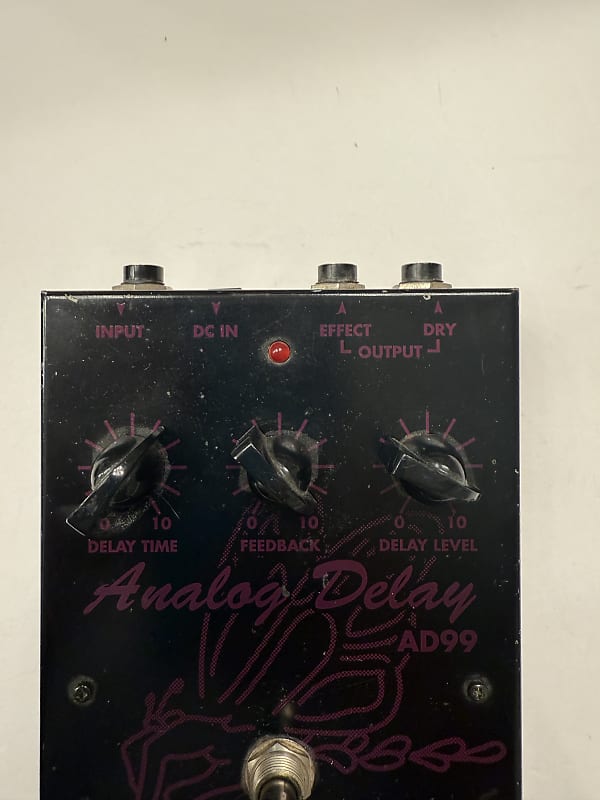 INPUT DC IN EFFECT DRY
OUTPUT
0 10 0 10 0 10
DELAY TIME FEEDBACK DELAY LEVEL
Analog Delay
AD99